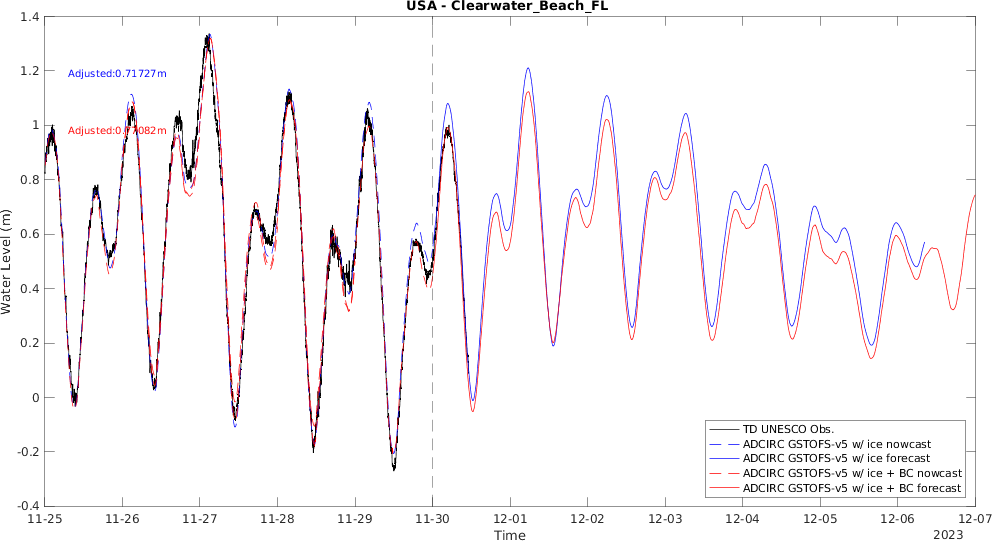 USA - Clearwater_Beach_FL
Water Level (m)
1.4
1.2
1
0.8
0.6
0.4
0.2
0
-0.2
-0.4
Adjusted:0.71727m
Adjusted:0.77082m
TD UNESCO Obs.
ADCIRC GSTOFS-v5 w/ ice nowcast
ADCIRC GSTOFS-v5 w/ ice forecast
ADCIRC GSTOFS-v5 w/ ice + BC nowcast
ADCIRC GSTOFS-v5 w/ ice + BC forecast
11-25 11-26 11-27 11-28 11-29 11-30 12-01 12-02 12-03 12-04 12-05 12-06 12-07
Time
2023